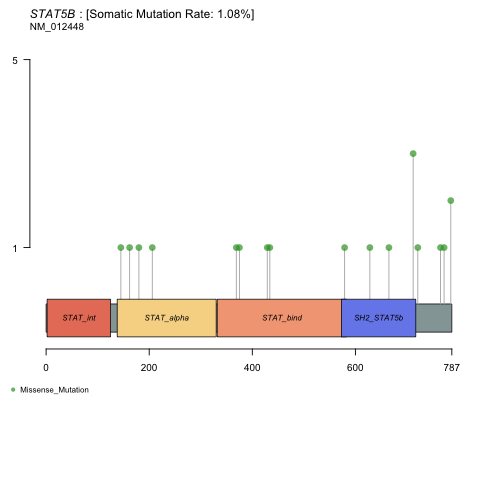 STAT5B : [Somatic Mutation Rate: 1.08%]
NM_012448
5
1
STAT_int STAT_alpha STAT_bind SH2_STAT5b
0 200 400 600 787
Missense_Mutation